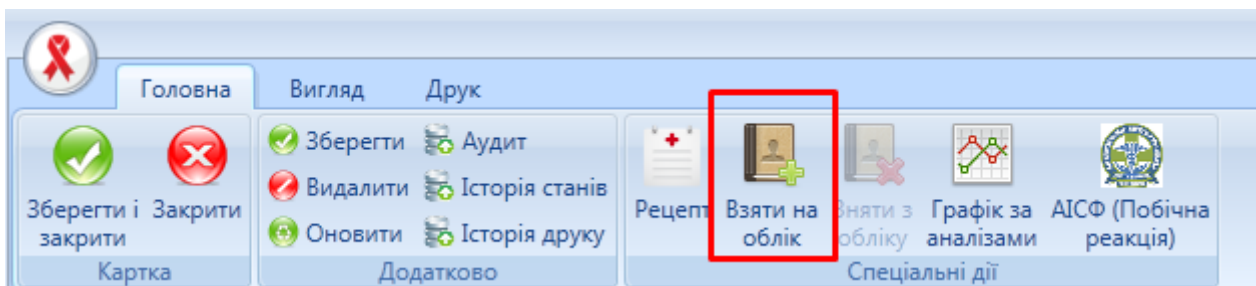 Головна Вигляд Друк
Зберегти Аудит
Видалити Історія станів
Оновити Історія друку
Зберегти і закрити
Закрити
Рецепт
Взяти на облік
Зняти з обліку
Графік за аналізами
АІСФ (Побічна реакція)
Картка Додатково Спеціальні дії